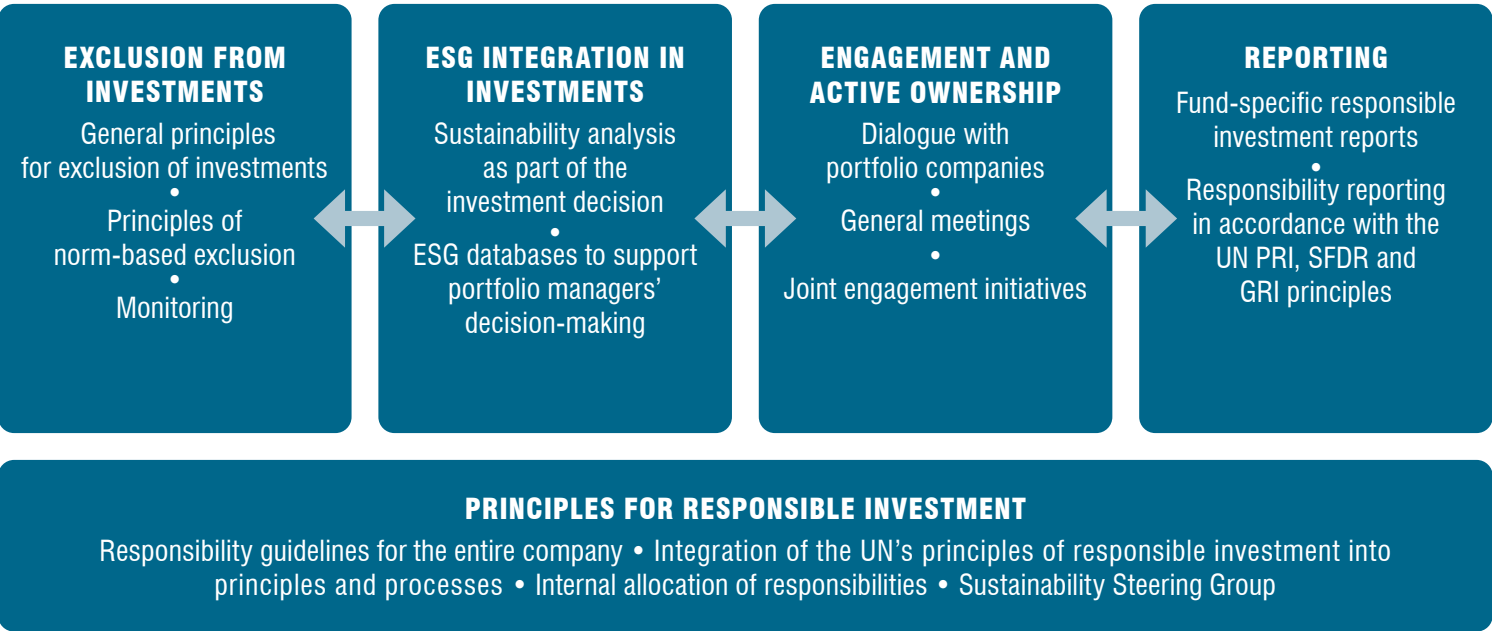 EXCLUSION FROM
INVESTMENTS
General principles
for exclusion of investments
•
Principles of
norm-based exclusion
•
Monitoring
ESG INTEGRATION IN
INVESTMENTS
Sustainability analysis
as part of the
investment decision
•
ESG databases to support
portfolio managers’
decision-making
ENGAGEMENT AND
ACTIVE OWNERSHIP
Dialogue with
portfolio companies
•
General meetings
•
Joint engagement initiatives
REPORTING
Fund-specific responsible
investment reports
•
Responsibility reporting
in accordance with the
UN PRI, SFDR and
GRI principles
PRINCIPLES FOR RESPONSIBLE INVESTMENT
Responsibility guidelines for the entire company • Integration of the UN’s principles of responsible investment into
principles and processes • Internal allocation of responsibilities • Sustainability Steering Group